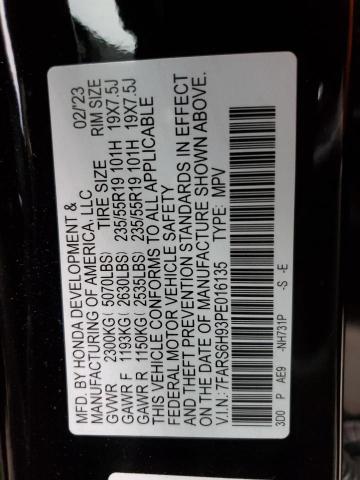 MFD. BY HONDA DEVELOPMENT & 02/'23
MANUFACTURING OF AMERICA, LLC
TIRE SIZE RIM SIZE
GVWR 2300KG( 5070LBS)
GAWR F 1193KG( 2630LBS) 235/55R19 101H 19X7.5J
GAWR R 1150KG( 2535LBS) 235/55R19 101H 19X7.5J
THIS VEHICLE CONFORMS TO ALL APPLICABLE
FEDERAL MOTOR VEHICLE SAFETY
AND THEFT PREVENTION STANDARDS IN EFFECT
ON THE DATE OF MANUFACTURE SHOWN ABOVE.
V.I.N.: 7FARS6H93PE016135 TYPE: MPV
3D0 P AE9 -NH731P -S -E